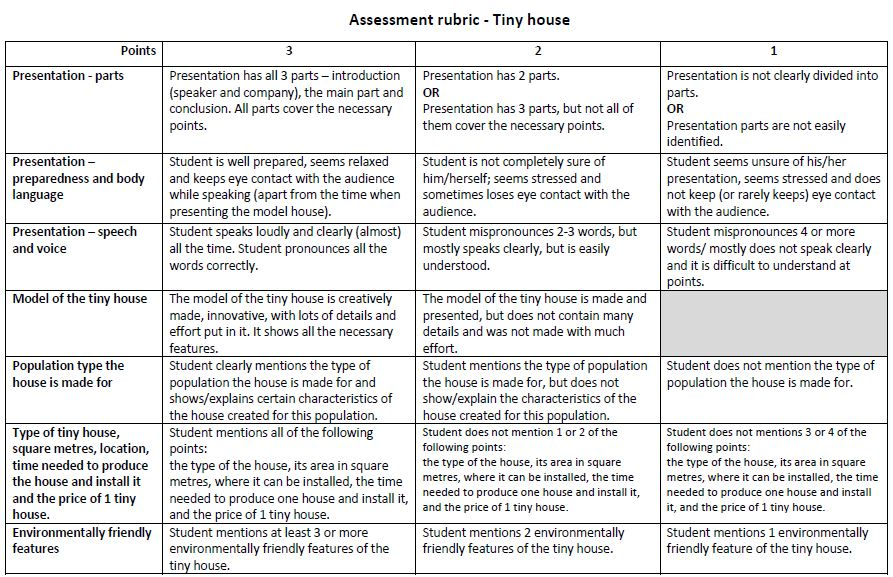 Assessment rubric - Tiny house
Points
3
2
1
Presentation - parts
Presentation has all 3 parts – introduction
(speaker and company), the main part and
conclusion. All parts cover the necessary
points.
Presentation has 2 parts.
OR
Presentation has 3 parts, but not all of
them cover the necessary points.
Presentation is not clearly divided into
parts.
OR
Presentation parts are not easily
identified.
Presentation –
preparedness and body
language
Student is well prepared, seems relaxed
and keeps eye contact with the audience
while speaking (apart from the time when
presenting the model house).
Student is not completely sure of
him/herself; seems stressed and
sometimes loses eye contact with the
audience.
Student seems unsure of his/her
presentation, seems stressed and does
not keep (or rarely keeps) eye contact
with the audience.
Presentation – speech
and voice
Student speaks loudly and clearly (almost)
all the time. Student pronounces all the
words correctly.
Student mispronounces 2-3 words, but
mostly speaks clearly, but is easily
understood.
Student mispronounces 4 or more
words/ mostly does not speak clearly
and it is difficult to understand at
points.
Model of the tiny house
The model of the tiny house is creatively
made, innovative, with lots of details and
effort put in it. It shows all the necessary
features.
The model of the tiny house is made and
presented, but does not contain many
details and was not made with much
effort.
Population type the
house is made for
Student clearly mentions the type of
population the house is made for and
shows/explains certain characteristics of
the house created for this population.
Student mentions the type of population
the house is made for, but does not
show/explain the characteristics of the
house created for this population.
Student does not mention the type of
population the house is made for.
Type of tiny house,
square metres, location,
time needed to produce
the house and install it
and the price of 1 tiny
house.
Student mentions all of the following
points:
the type of the house, its area in square
metres, where it can be installed, the time
needed to produce one house and install it,
and the price of 1 tiny house.
Student does not mention 1 or 2 of the
following points:
the type of the house, its area in square
metres, where it can be installed, the time
needed to produce one house and install it,
and the price of 1 tiny house.
Student does not mentions 3 or 4 of the
following points:
the type of the house, its area in square
metres, where it can be installed, the time
needed to produce one house and install
it, and the price of 1 tiny house.
Environmentally friendly
features
Student mentions at least 3 or more
environmentally friendly features of the
tiny house.
Student mentions 2 environmentally
friendly features of the tiny house.
Student mentions 1 environmentally
friendly feature of the tiny house.